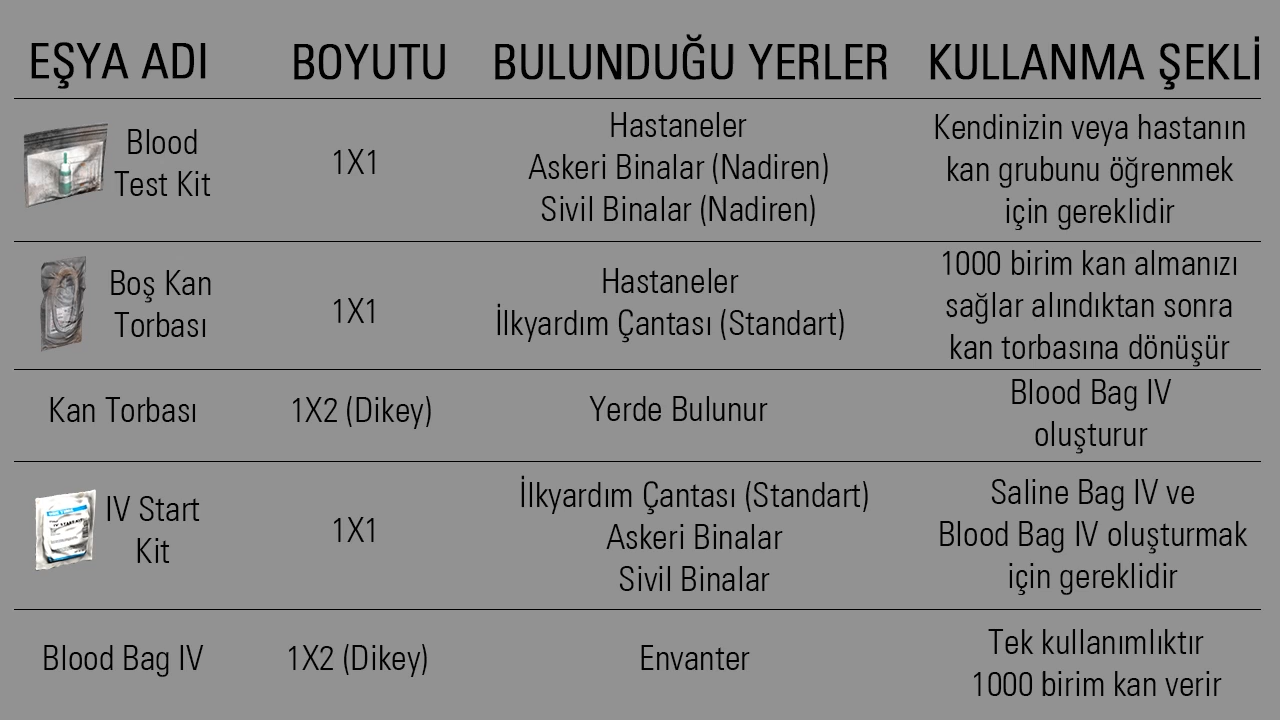 EŞYA ADI BOYUTU BULUNDUĞU YERLER KULLANMA ŞEKLİ
Blood
Test Kit
1X1
Hastaneler
Askeri Binalar (Nadiren)
Sivil Binalar (Nadiren)
Kendinizin veya hastanın
kan grubunu öğrenmek
için gereklidir
Boş Kan
Torbası
1X1
Hastaneler
İlkyardım Çantası (Standart)
1000 birim kan almanızı
sağlar alındıktan sonra
kan torbasına dönüşür
Kan Torbası
1X2 (Dikey)
Yerde Bulunur
Blood Bag IV
oluşturur
IV Start
Kit
1X1
İlkyardım Çantası (Standart)
Askeri Binalar
Sivil Binalar
Saline Bag IV ve
Blood Bag IV oluşturmak
için gereklidir
Blood Bag IV
1X2 (Dikey)
Envanter
Tek kullanımlıktır
1000 birim kan verir